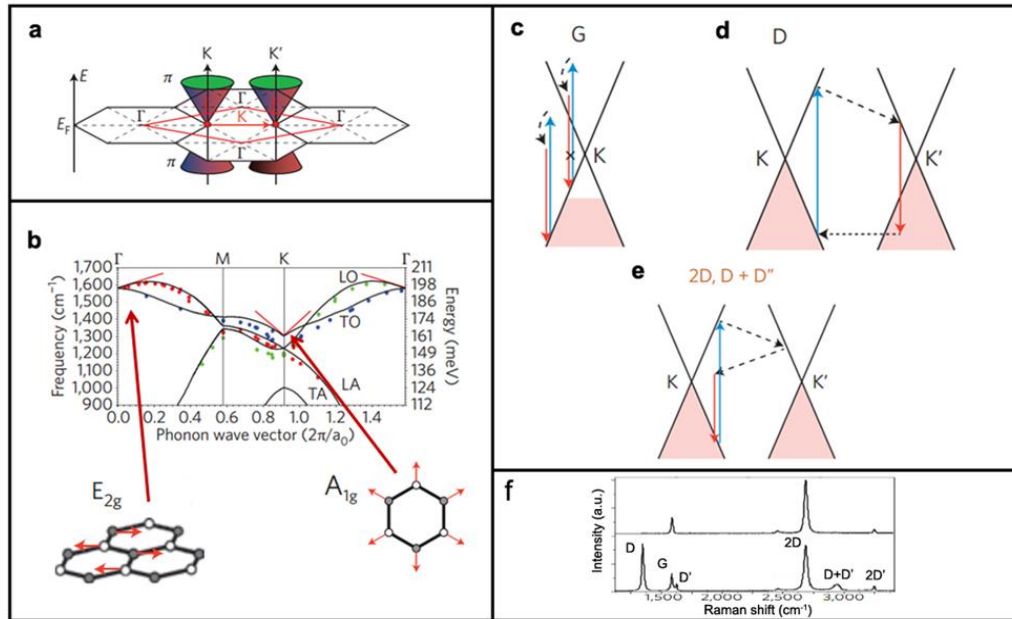 a
E
E_F
K
K'
π
π
Γ
Γ
Γ
Γ
K
b
Γ
M
K
Γ
Frequency (cm⁻¹)
1,700
1,600
1,500
1,400
1,300
1,200
1,100
1,000
900
211
198
186
174
161
149
136
124
112
Energy (meV)
LO
TO
LA
TA
0.0 0.2 0.4 0.6 0.8 1.0 1.2 1.4
Phonon wave vector (2π/a₀)
E₂g
A₁g
c
G
K
d
D
K
K'
e
2D, D + D″
K
K'
f
Intensity (a.u.)
D
G
D'
2D
D+D'
2D'
1,500 2,000 2,500 3,000
Raman shift (cm⁻¹)